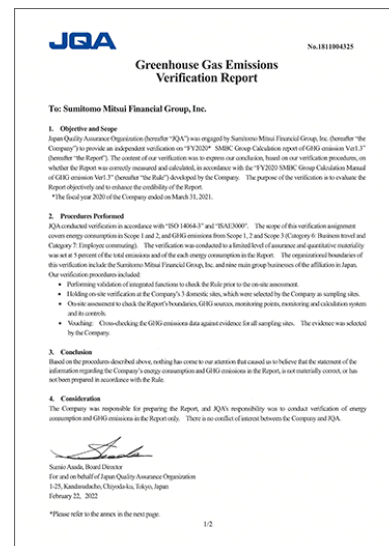 JQA
No.1811004325
Greenhouse Gas Emissions
Verification Report
To: Sumitomo Mitsui Financial Group, Inc.
1. Objective and Scope
Japan Quality Assurance Organization (hereafter "JQA") was engaged by Sumitomo Mitsui Financial Group, Inc. (hereafter "the
Company") to provide an independent verification on "FY2020* SMBC Group Calculation report of GHG emission Ver1.3"
(hereafter "the Report"). The content of our verification was to express our conclusion, based on our verification procedures, on
whether the Report was correctly measured and calculated, in accordance with the "FY2020 SMBC Group Calculation Manual
of GHG emission Ver1.3" (hereafter "the Rule") developed by the Company. The purpose of the verification is to evaluate the
Report objectively and to enhance the credibility of the Report.
*The fiscal year 2020 of the Company ended on March 31, 2021.
2. Procedures Performed
JQA conducted verification in accordance with "ISO 14064-3" and "ISAE3000". The scope of this verification assignment
covers energy consumption in Scope 1 and 2, and GHG emissions from Scope 1, 2 and Scope 3 (Category 6: Business travel and
Category 7: Employee commuting). The verification was conducted to a limited level of assurance and quantitative materiality
was set at 5 percent of the total emissions and of the each energy consumption in the Report. The organizational boundaries of
this verification include the Sumitomo Mitsui Financial Group, Inc. and nine main group businesses of the affiliation in Japan.
Our verification procedures included:
• Performing validation of integrated functions to check the Rule prior to the on-site assessment.
• Holding on-site verification at the Company's 3 domestic sites, which were selected by the Company as sampling sites.
• On-site assessment to check the Report's boundaries, GHG sources, monitoring points, monitoring and calculation system
and its controls.
• Vouching: Cross-checking the GHG emissions data against evidence for all sampling sites. The evidence was selected
by the Company.
3. Conclusion
Based on the procedures described above, nothing has come to our attention that caused us to believe that the statement of the
information regarding the Company's energy consumption and GHG emissions in the Report, is not materially correct, or has
not been prepared in accordance with the Rule.
4. Consideration
The Company was responsible for preparing the Report, and JQA's responsibility was to conduct verification of energy
consumption and GHG emissions in the Report only. There is no conflict of interest between the Company and JQA.
Sumio Asada, Board Director
For and on behalf of Japan Quality Assurance Organization
1-25, Kandasudacho, Chiyoda-ku, Tokyo, Japan
February 22, 2022
*Please refer to the annex in the next page.
1/2